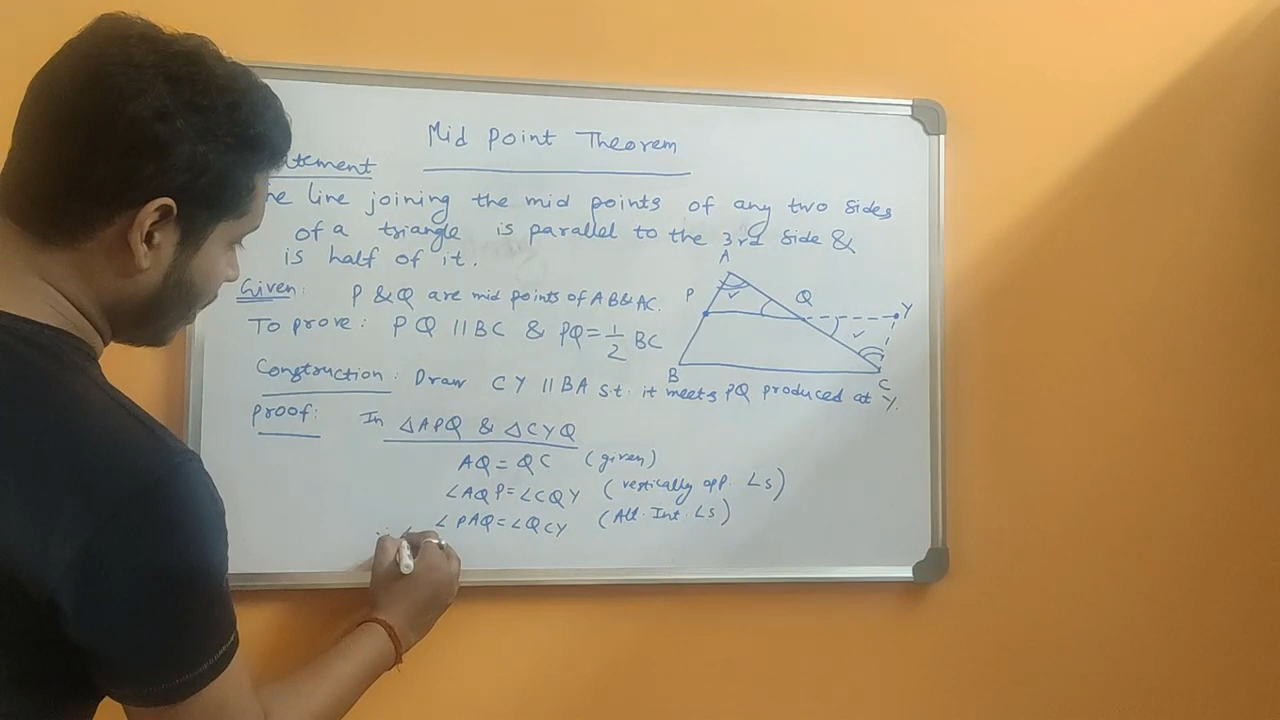 Mid Point Theorem
atement
he line joining the mid points of any two sides
of a triangle is parallel to the 3rd side &
is half of it.
Given: P & Q are mid points of AB & AC.
To prove: PQ || BC & PQ = 1/2 BC
Construction: Draw CY || BA s.t. it meets PQ produced at Y.
Proof: In △APQ & △CYQ
AQ = QC (given)
∠AQP = ∠CQY (vertically opp. ∠s)
∠PAQ = ∠QCY (Alt. Int. ∠s)
A
P
Q
Y
B
C